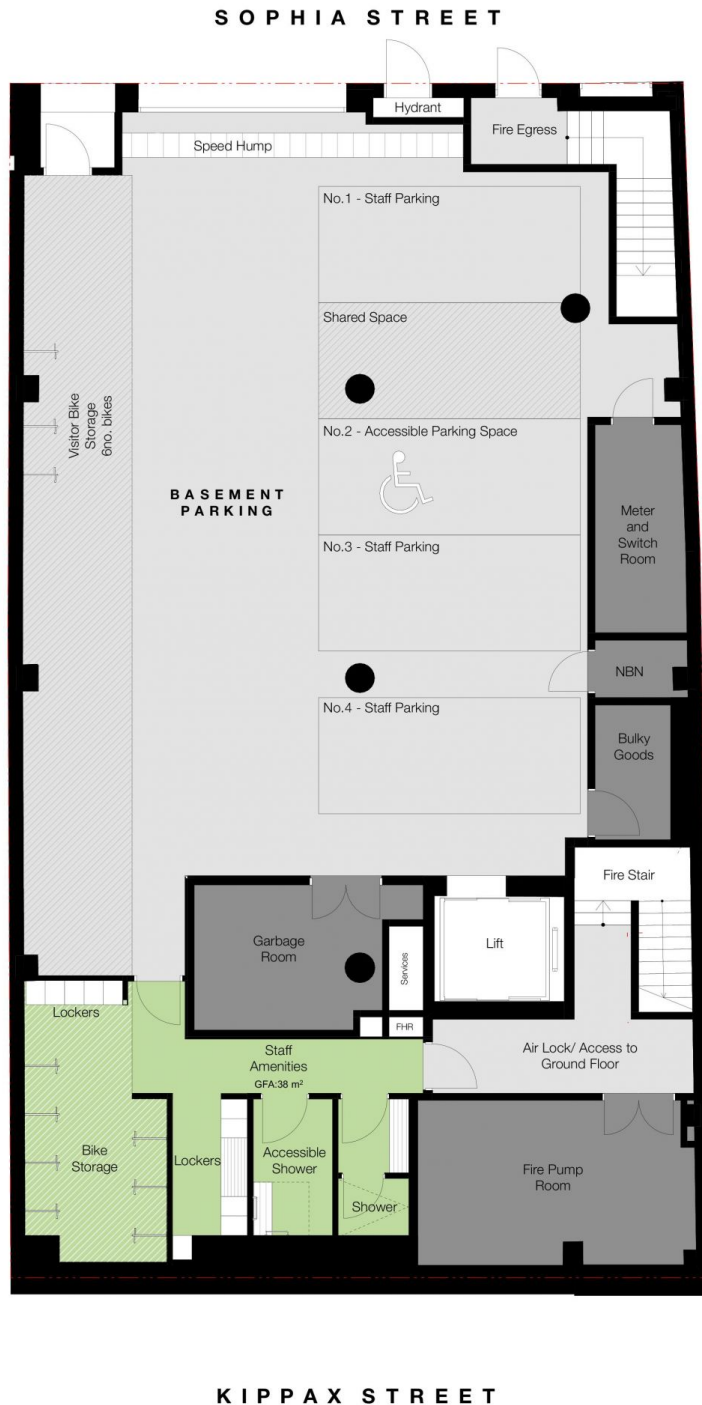 SOPHIA STREET
Hydrant
Fire Egress
Speed Hump
No.1 - Staff Parking
Shared Space
Visitor Bike
Storage
6no. bikes
No.2 - Accessible Parking Space
BASEMENT
PARKING
Meter
and
Switch
Room
No.3 - Staff Parking
NBN
No.4 - Staff Parking
Bulky
Goods
Fire Stair
Garbage
Room
Lift
Services
Lockers
FHR
Staff
Amenities
GFA:38 m²
Air Lock/ Access to
Ground Floor
Bike
Storage
Lockers
Accessible
Shower
Shower
Fire Pump
Room
KIPPAX STREET